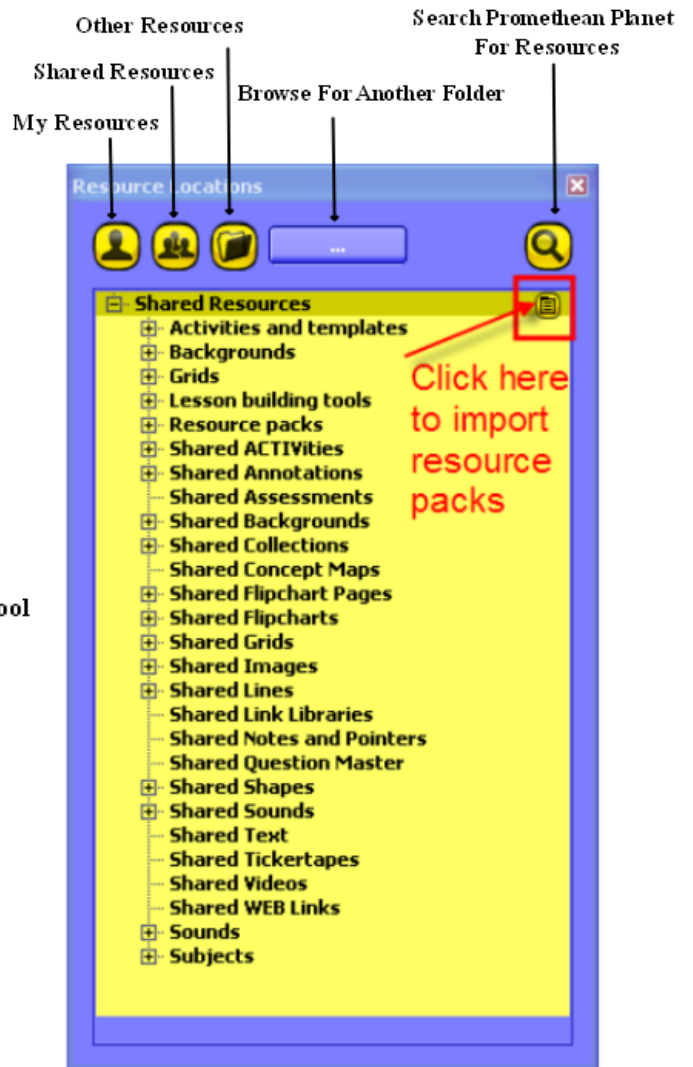 Search Promethean Planet
For Resources
Other Resources
Shared Resources
Browse For Another Folder
My Resources
Resource Locations
...
Shared Resources
Activities and templates
Backgrounds
Grids
Lesson building tools
Resource packs
Shared ACTIVities
Shared Annotations
Shared Assessments
Shared Backgrounds
Shared Collections
Shared Concept Maps
Shared Flipchart Pages
Shared Flipcharts
Shared Grids
Shared Images
Shared Lines
Shared Link Libraries
Shared Notes and Pointers
Shared Question Master
Shared Shapes
Shared Sounds
Shared Text
Shared Tickertapes
Shared Videos
Shared WEB Links
Sounds
Subjects
Click here
to import
resource
packs
ool